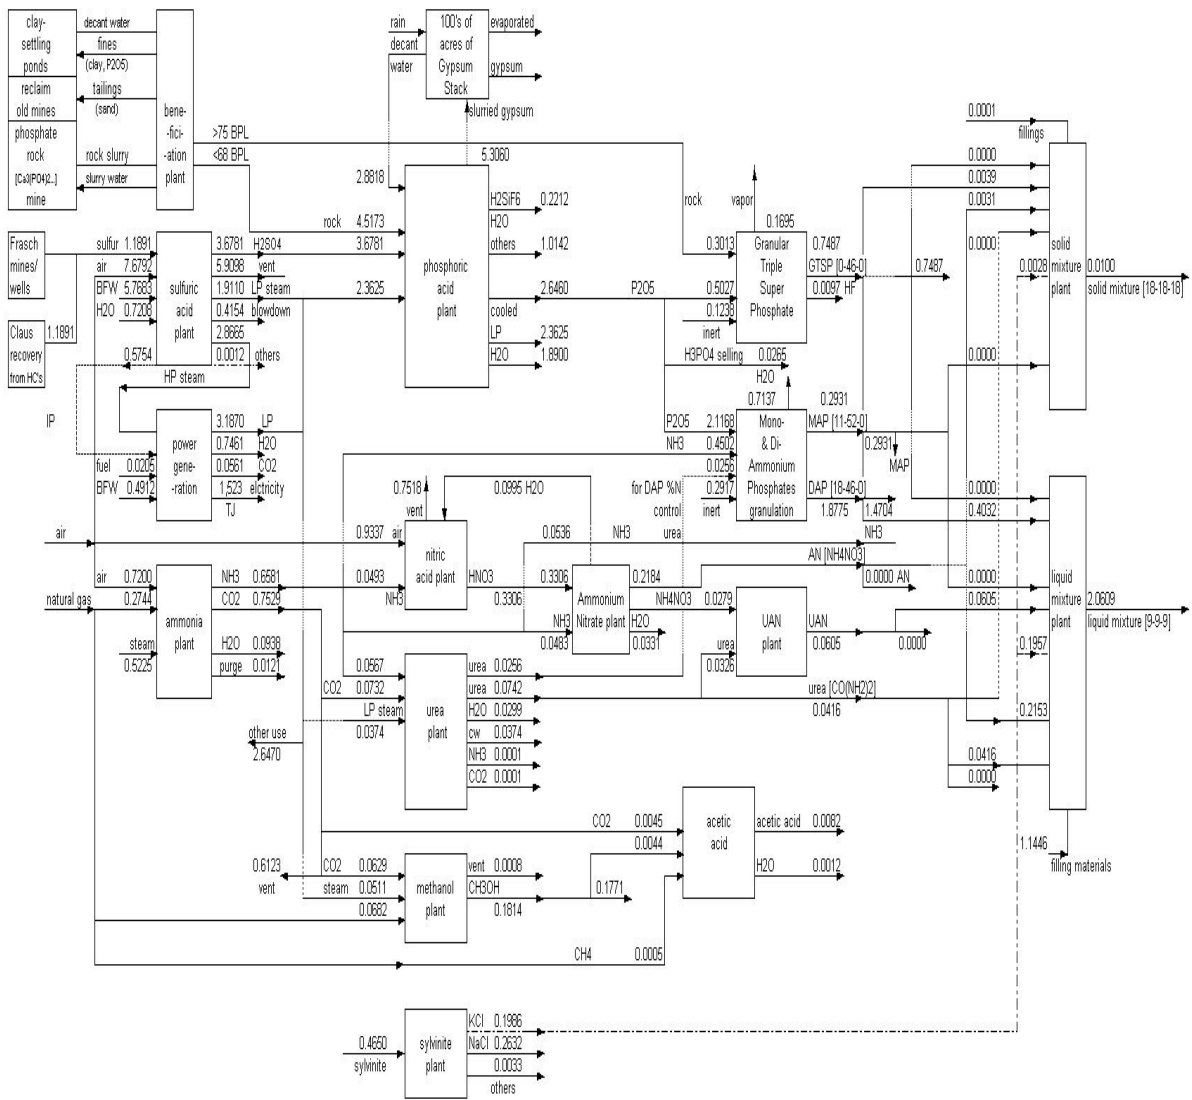 clay-
settling
ponds
reclaim
old mines
phosphate
rock
[Ca3(PO4)2...]
mine
decant water
fines
(clay, P2O5)
tailings
(sand)
rock slurry
slurry water
bene-
-fici-
-ation
plant
>75 BPL
<68 BPL
rain
decant
water
100's of
acres of
Gypsum
Stack
evaporated
gypsum
slurried gypsum
5.3060
2.8818
rock 4.5173
3.6781
2.3625
phosphoric
acid
plant
H2SiF6
0.2212
H2O
others 1.0142
2.6460
cooled
LP
2.3625
H2O
1.8900
P2O5
Frasch
mines/
wells
Claus
recovery
from HC's
1.1891
sulfur 1.1891
air 7.6792
BFW 5.7683
H2O 0.7208
sulfuric
acid
plant
3.6781 H2SO4
5.9098 vent
1.9110 LP steam
0.4154 blowdown
2.8665
0.5754
0.0012 others
HP steam
IP
power
gene-
-ration
fuel 0.0205
BFW 0.4912
3.1870 LP
0.7461 H2O
0.0561 CO2
1,523 elctricity
TJ
rock
vapor
0.1695
0.3013
Granular
Triple
Super
Phosphate
0.7487
GTSP [0-46-0]
0.7487
0.0097 HF
0.5027
0.1238
inert
H3PO4 selling 0.0265
H2O
0.7137
P2O5 2.1168
NH3 0.4502
0.0256
for DAP %N
control
urea
0.2917
inert
Mono-
& Di-
Ammonium
Phosphates
granulation
0.2931
MAP [11-52-0]
0.2931
MAP
DAP [18-46-0]
1.8775
1.4704
air
0.7518
vent
0.0995 H2O
0.9337 air
nitric
acid plant
0.0493
NH3
HNO3
0.3306
0.3306
0.0536 NH3
NH3
NH3
0.0483
Ammonium
Nitrate plant
0.2184
AN [NH4NO3]
0.0000 AN
NH4NO3 0.0279
H2O
0.0331
urea
0.0326
UAN
plant
UAN
0.0605
0.0000
air 0.7200
natural gas 0.2744
steam
0.5225
ammonia
plant
NH3 0.6581
CO2 0.7529
H2O 0.0938
purge 0.0121
0.0567
CO2 0.0732
LP steam
0.0374
urea
plant
urea 0.0256
urea 0.0742
H2O 0.0299
cw 0.0374
NH3 0.0001
CO2 0.0001
urea [CO(NH2)2]
0.0416
other use
2.6470
0.6123
vent
CO2 0.0629
steam 0.0511
0.0682
methanol
plant
vent 0.0008
CH3OH
0.1814
0.1771
CO2 0.0045
0.0044
acetic
acid
acetic acid 0.0082
H2O 0.0012
CH4 0.0005
0.4650
sylvinite
sylvinite
plant
KCl 0.1986
NaCl 0.2632
0.0033
others
0.0001
fillings
0.0000
0.0039
0.0031
0.0000
0.0028
0.0000
solid
mixture
plant
0.0100
solid mixture [18-18-18]
0.0000
0.4032
0.0000
0.0605
0.1957
0.2153
0.0416
0.0000
liquid
mixture
plant
2.0609
liquid mixture [9-9-9]
1.1446
filling materials